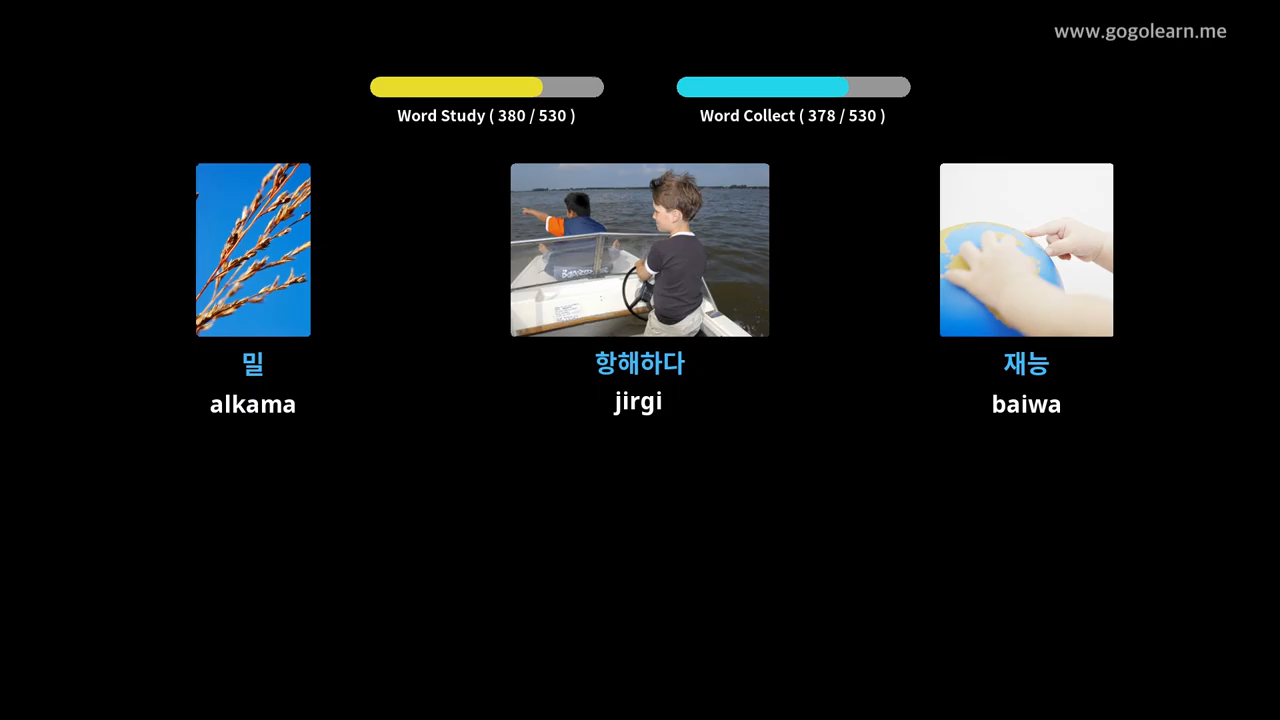 www.gogolearn.me
Word Study ( 380 / 530 )
Word Collect ( 378 / 530 )
밀
항해하다
재능
alkama
jirgi
baiwa